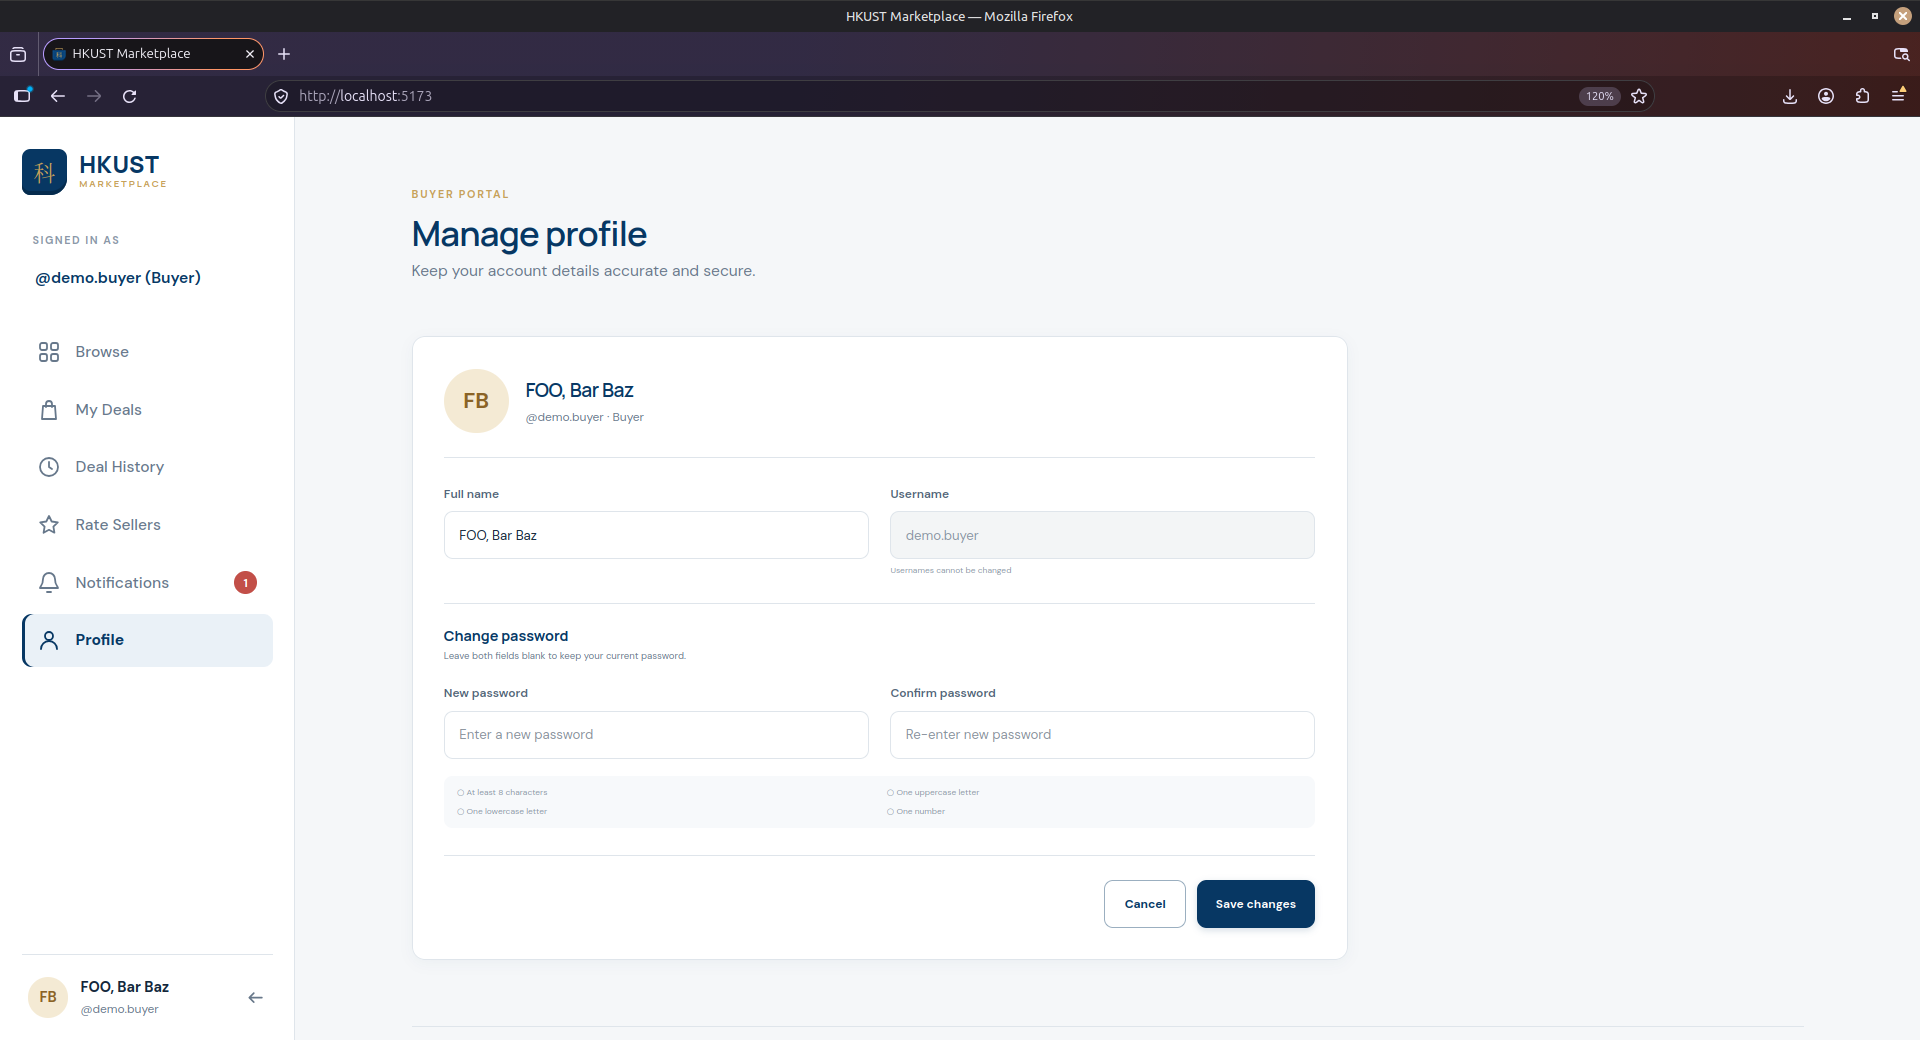 HKUST Marketplace — Mozilla Firefox
HKUST Marketplace
http://localhost:5173
120%
科
HKUST
MARKETPLACE
SIGNED IN AS
@demo.buyer (Buyer)
Browse
My Deals
Deal History
Rate Sellers
Notifications
1
Profile
FB
FOO, Bar Baz
@demo.buyer
BUYER PORTAL
Manage profile
Keep your account details accurate and secure.
FB
FOO, Bar Baz
@demo.buyer · Buyer
Full name
FOO, Bar Baz
Username
demo.buyer
Usernames cannot be changed
Change password
Leave both fields blank to keep your current password.
New password
Enter a new password
Confirm password
Re-enter new password
At least 8 characters
One uppercase letter
One lowercase letter
One number
Cancel
Save changes